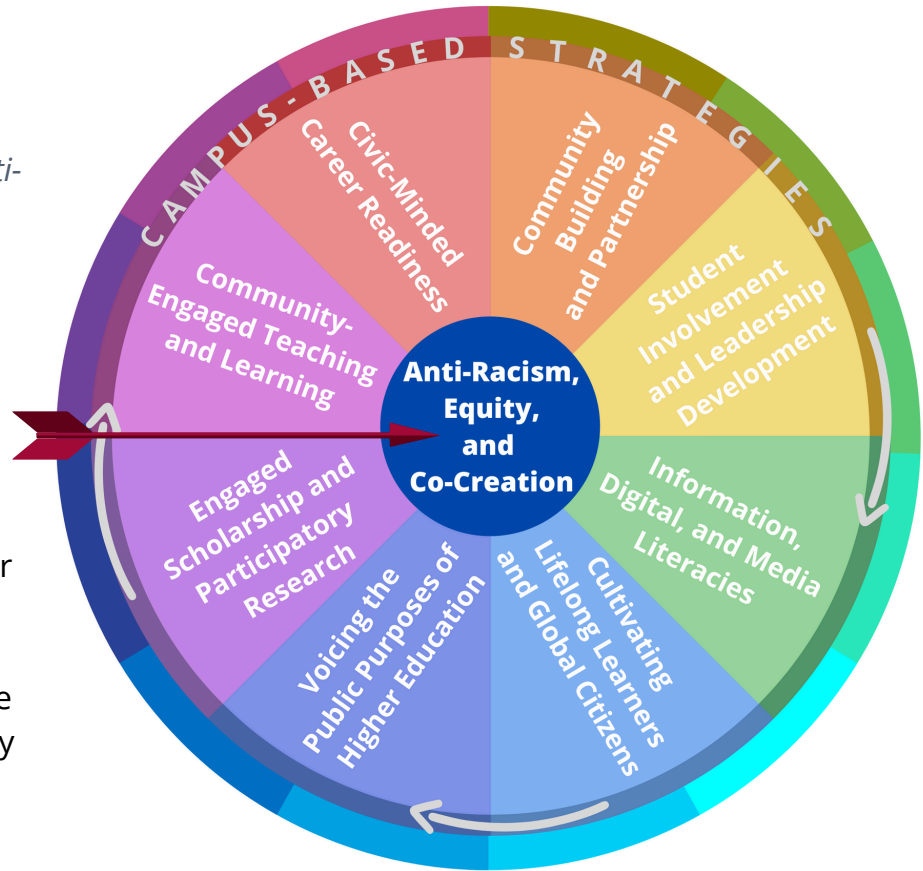 CAMPUS-BASED STRATEGIES
Community
Building
and Partnership
Student
Involvement
and Leadership
Development
Information,
Digital, and Media
Literacies
Cultivating
Lifelong Learners
and Global Citizens
Voicing the
Public Purposes of
Higher Education
Engaged
Scholarship and
Participatory
Research
Community-
Engaged Teaching
and Learning
Civic-Minded
Career Readiness
Anti-Racism,
Equity,
and
Co-Creation
ti-
r
e
y